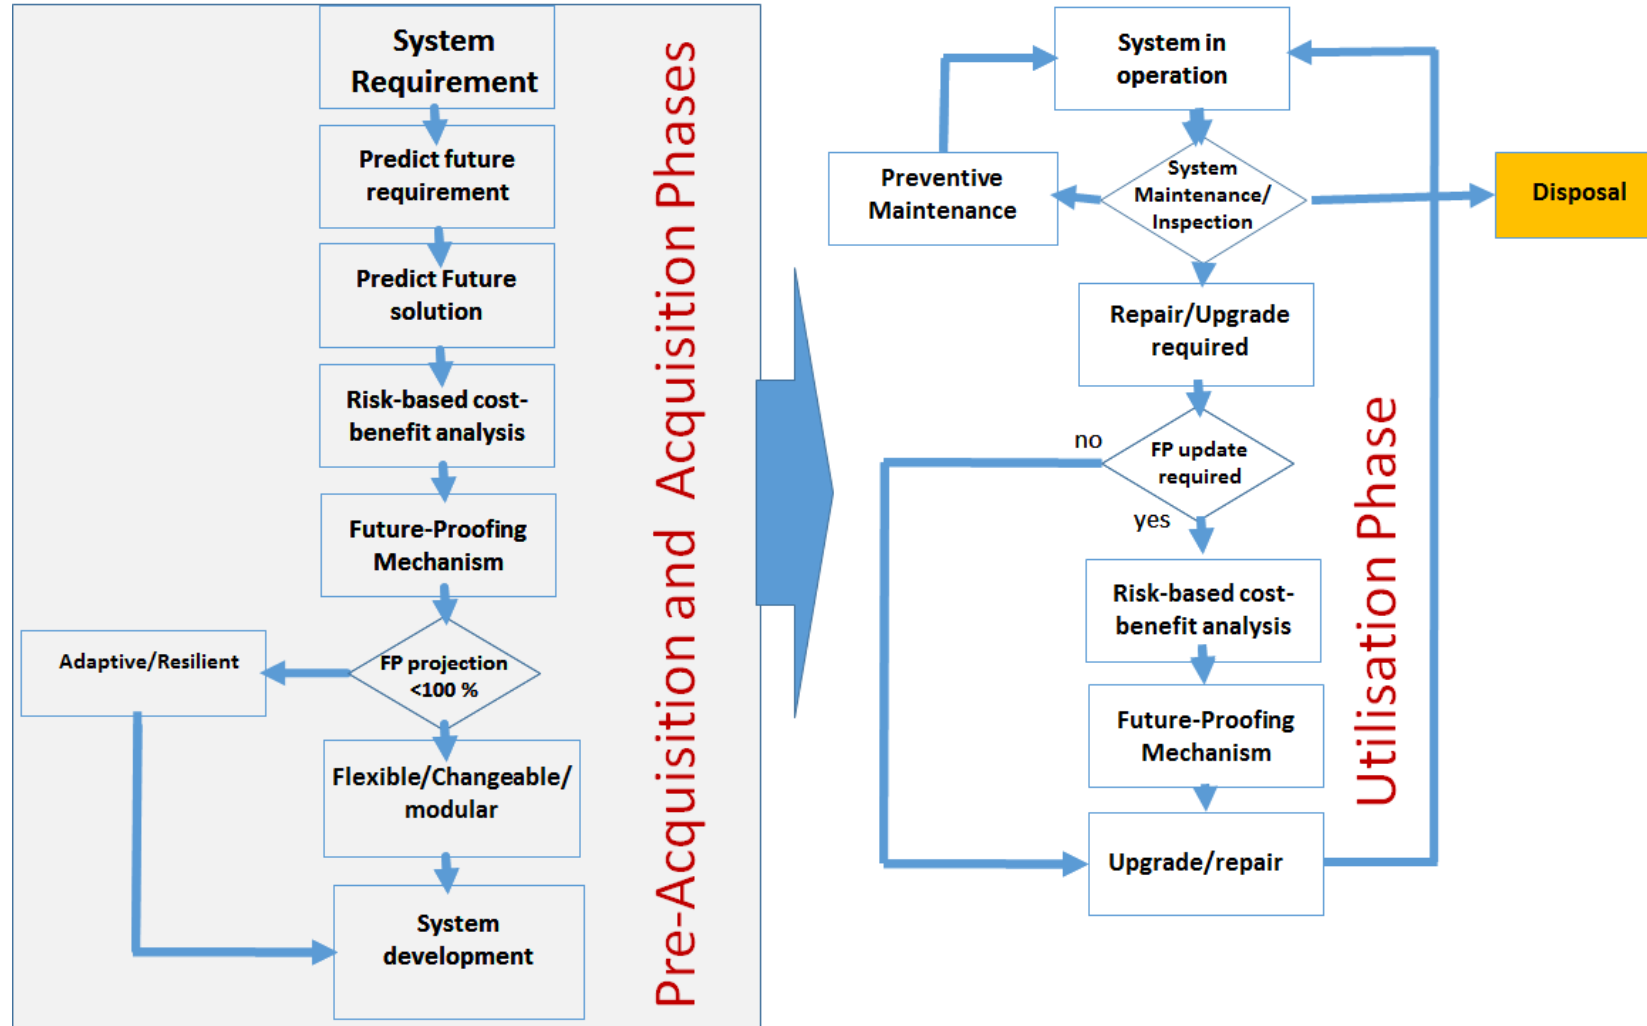 System
Requirement
Predict future
requirement
Predict Future
solution
Risk-based cost-
benefit analysis
Future-Proofing
Mechanism
FP projection
<100 %
Adaptive/Resilient
Flexible/Changeable/
modular
System
development
Pre-Acquisition and Acquisition Phases
System in
operation
System
Maintenance/
Inspection
Preventive
Maintenance
Disposal
Repair/Upgrade
required
FP update
required
no
yes
Risk-based cost-
benefit analysis
Future-Proofing
Mechanism
Upgrade/repair
Utilisation Phase